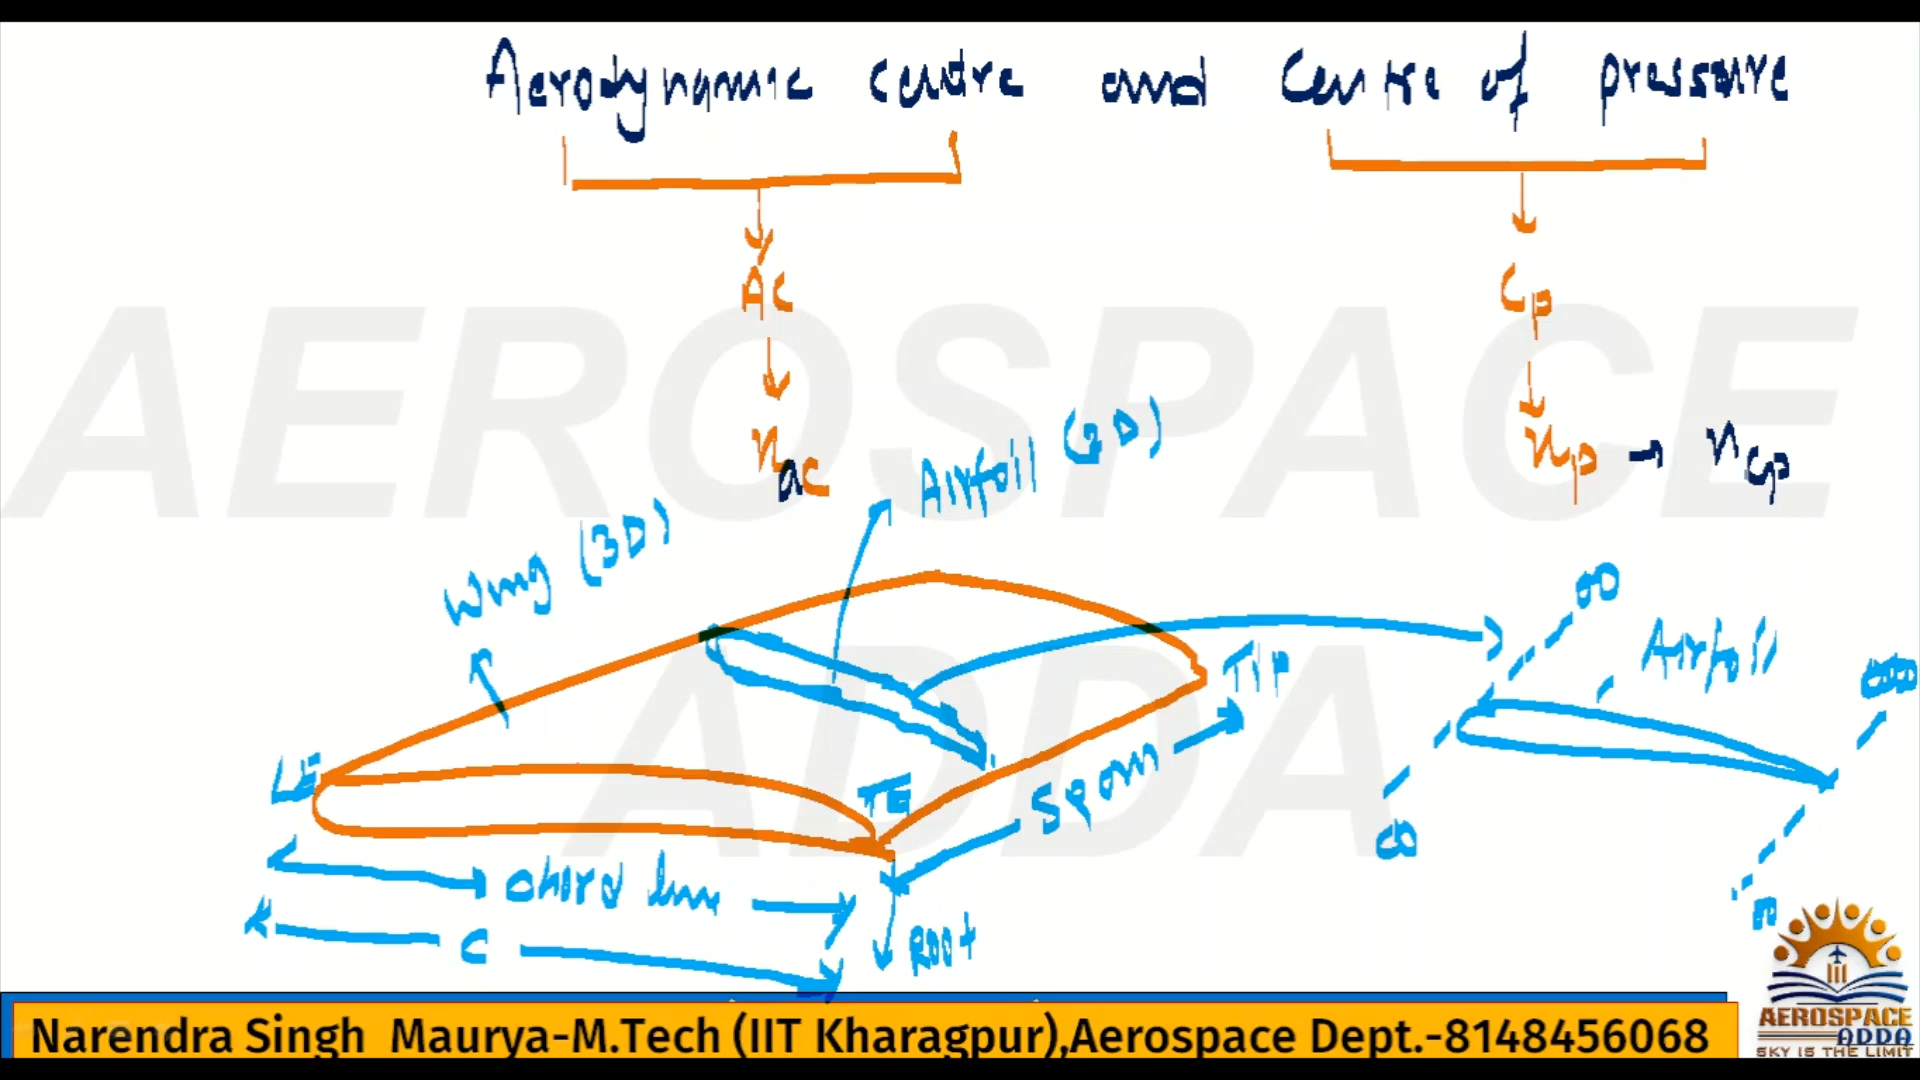 Aerodynamic centre and Centre of pressure
AC
Cp
xac
xp → xcp
Airfoil (2D)
Wing (3D)
∞
Airfoil
∞
Tip
LE
TE
Span
∞
chord line
∞
C
Root
AEROSPACE
ADDA
Narendra Singh Maurya-M.Tech (IIT Kharagpur),Aerospace Dept.-8148456068
AEROSPACE
ADDA
SKY IS THE LIMIT